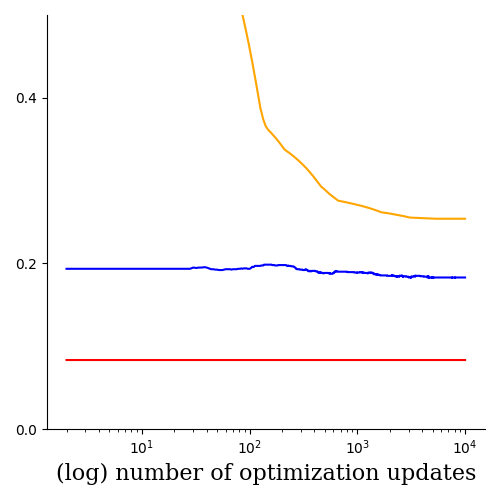 0.4
0.2
0.0
10¹ 10² 10³ 10⁴
(log) number of optimization updates